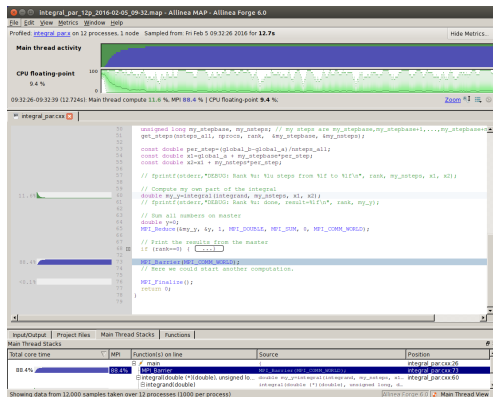 integral_par_12p_2016-02-05_09-32.map - Allinea MAP - Allinea Forge 6.0
File Edit View Metrics Window Help
Profiled: integral_par.x on 12 processes, 1 node Sampled from: Fri Feb 5 09:32:26 2016 for 12.7s
Hide Metrics...
Main thread activity
CPU floating-point
100
9.4 %
0
09:32:26-09:32:39 (12.724s): Main thread compute 11.6 %, MPI 88.4 % | CPU floating-point 9.4 %;
Zoom
integral_par.cxx
unsigned long my_stepbase, my_nsteps; // my steps are my_stepbase,my_stepbase+1,...,my_stepbase+
get_steps(nsteps_all, nprocs, rank, &my_stepbase, &my_nsteps);
const double per_step=(global_b-global_a)/nsteps_all;
const double x1=global_a + my_stepbase*per_step;
const double x2=x1 + my_nsteps*per_step;
// fprintf(stderr,"DEBUG: Rank %u: %lu steps from %lf to %lf\n", rank, my_nsteps, x1, x2);
// Compute my own part of the integral
double my_y=integral(integrand, my_nsteps, x1, x2);
// fprintf(stderr,"DEBUG: Rank %u: done, result=%lf\n", rank, my_y);
// Sum all numbers on master
double y=0;
MPI_Reduce(&my_y, &y, 1, MPI_DOUBLE, MPI_SUM, 0, MPI_COMM_WORLD);
// Print the results from the master
if (rank==0) { ... }
88.4%
MPI_Barrier(MPI_COMM_WORLD);
// Here we could start another computation.
MPI_Finalize();
return 0;
}
Input/Output Project Files Main Thread Stacks Functions
Main Thread Stacks
Total core time MPI Function(s) on line Source Position
main integral_par.cxx:26
88.4% 88.4% MPI_Barrier MPI_Barrier(MPI_COMM_WORLD); integral_par.cxx:73
integral(double (*)(double), unsigned lo... double my_y=integral(integrand, my_nsteps, x1... integral_par.cxx:60
integrand(double) integral(double (*)(double), unsigned long, d...
Showing data from 12,000 samples taken over 12 processes (1000 per process)
Allinea Forge 6.0 Main Thread View